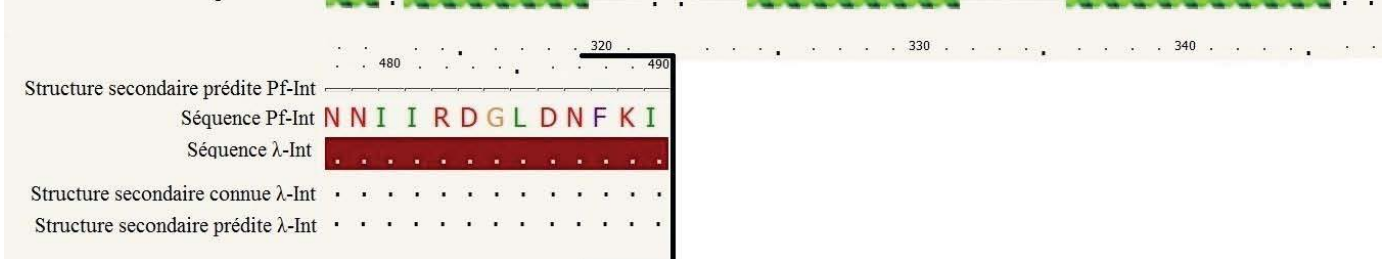 320 330 340
480 490
Structure secondaire prédite Pf-Int
Séquence Pf-Int N N I I R D G L D N F K I
Séquence λ-Int . . . . . . . . . . . . .
Structure secondaire connue λ-Int . . . . . . . . . . . . .
Structure secondaire prédite λ-Int . . . . . . . . . . . . .